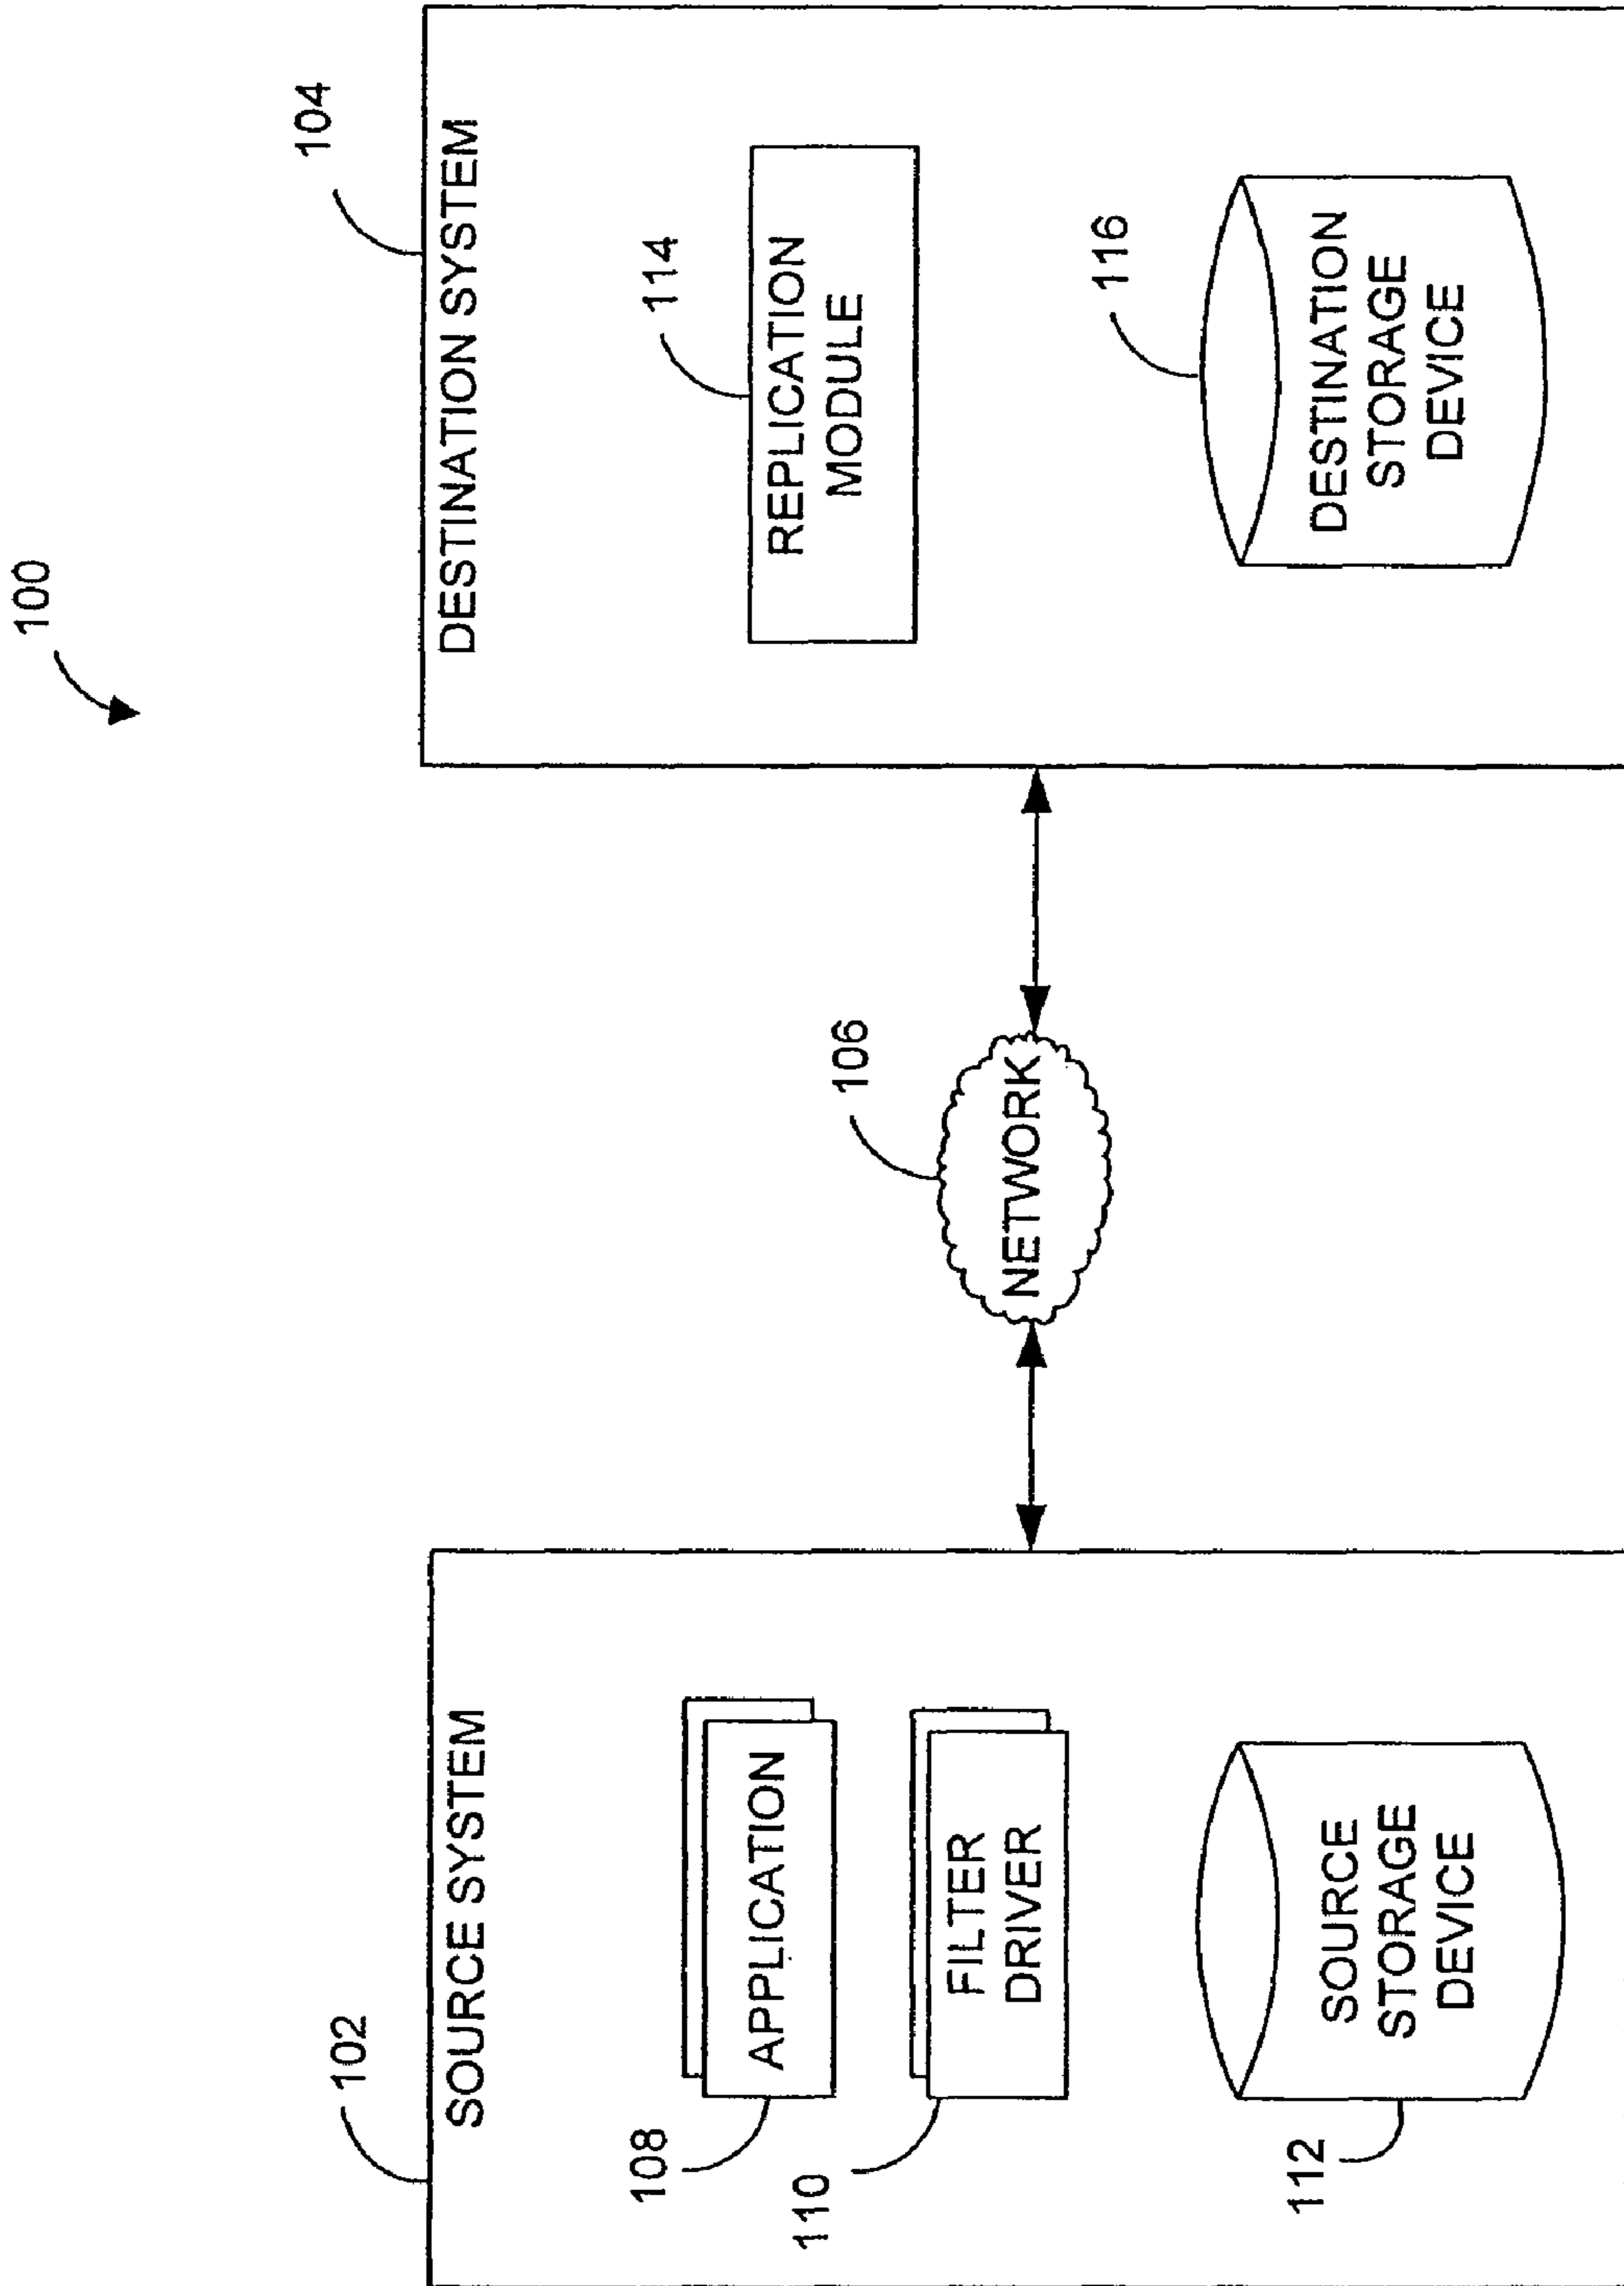 100
102
SOURCE SYSTEM
108
APPLICATION
110
FILTER
DRIVER
112
SOURCE
STORAGE
DEVICE
106
NETWORK
104
DESTINATION SYSTEM
114
REPLICATION
MODULE
116
DESTINATION
STORAGE
DEVICE